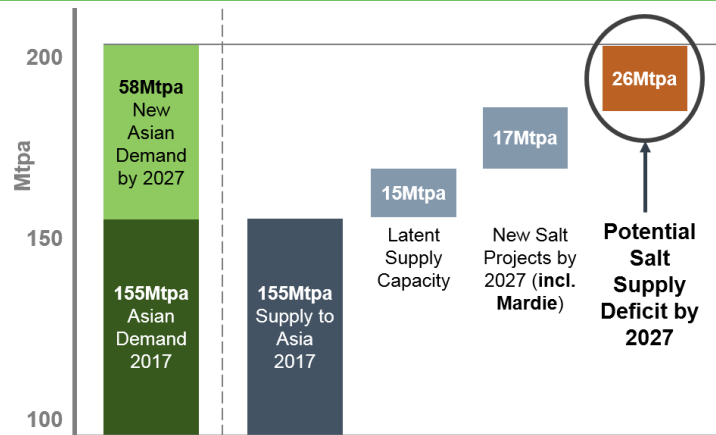 Mtpa
200
150
100
58Mtpa
New
Asian
Demand
by 2027
155Mtpa
Asian
Demand
2017
155Mtpa
Supply to
Asia
2017
15Mtpa
Latent
Supply
Capacity
17Mtpa
New Salt
Projects by
2027 (incl.
Mardie)
26Mtpa
Potential
Salt
Supply
Deficit by
2027